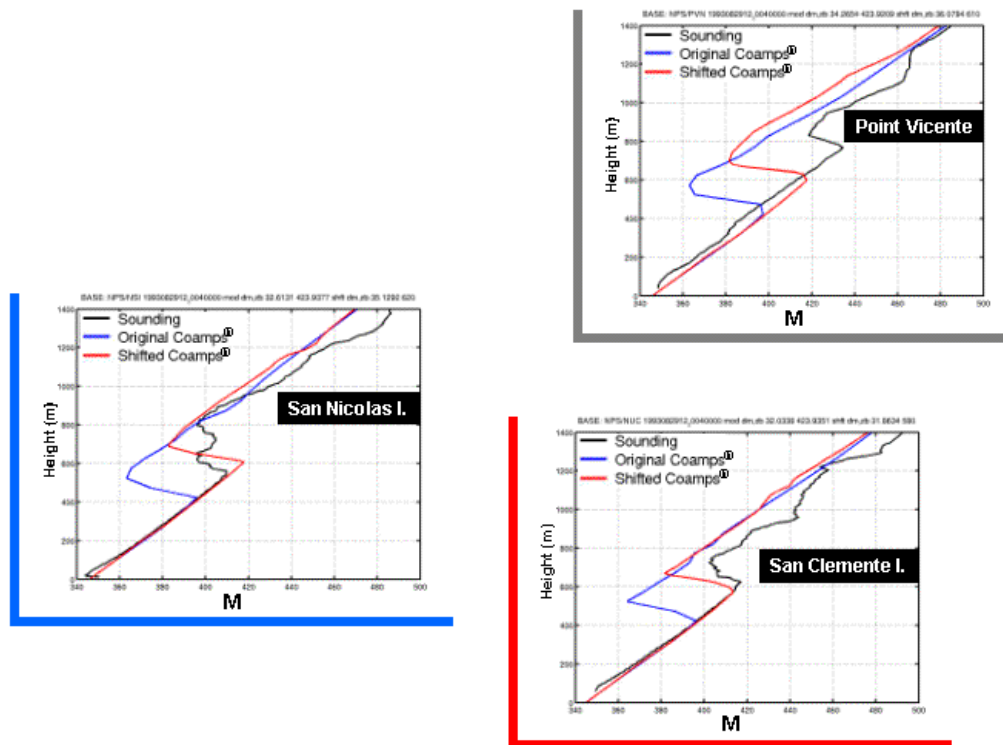 Sounding
Original Coamps
Shifted Coamps
Point Vicente
Height (m)
1400
1200
1000
800
600
400
200
0
340 360 380 400 420 440 460 480 500
M
Sounding
Original Coamps
Shifted Coamps
San Nicolas I.
Height (m)
1400
1200
1000
800
600
400
200
0
340 360 380 400 420 440 460 480 500
M
Sounding
Original Coamps
Shifted Coamps
San Clemente I.
Height (m)
1400
1200
1000
800
600
400
200
0
340 360 380 400 420 440 460 480 500
M